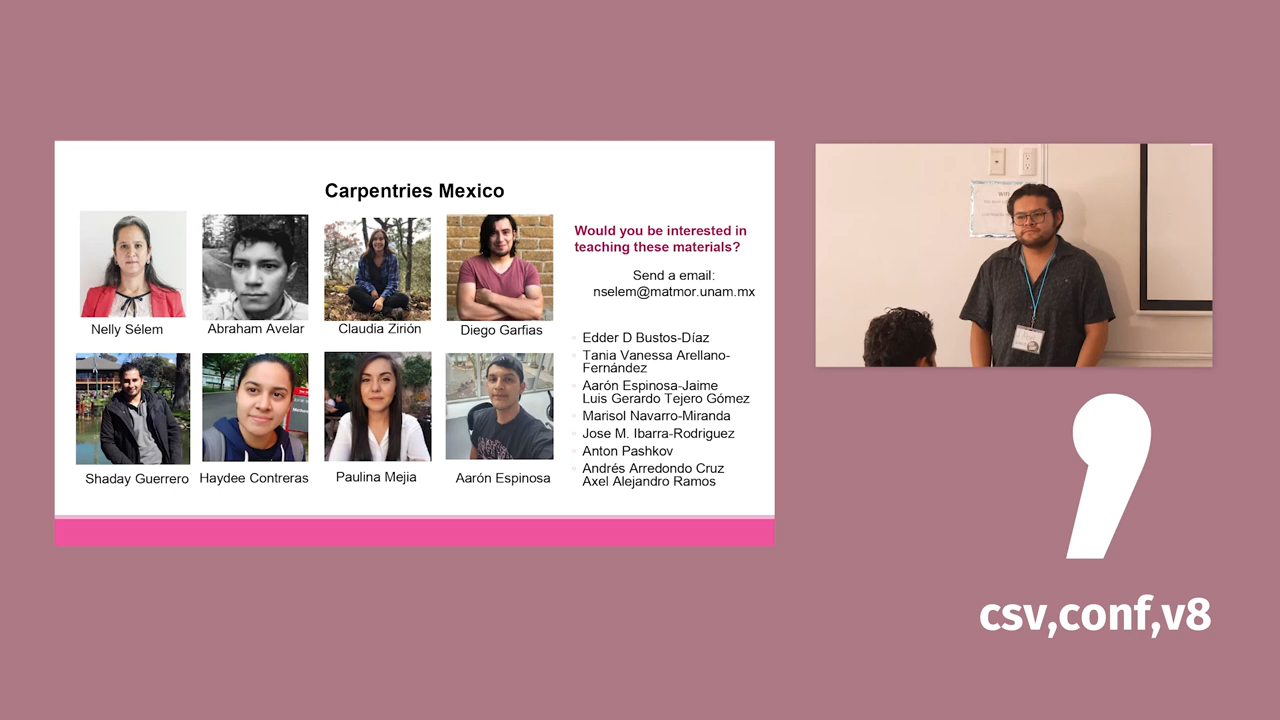 Carpentries Mexico
Nelly Sélem
Abraham Avelar
Claudia Zirión
Diego Garfias
Shaday Guerrero
Haydee Contreras
Paulina Mejia
Aarón Espinosa
Would you be interested in
teaching these materials?
Send a email:
nselem@matmor.unam.mx
Edder D Bustos-Díaz
Tania Vanessa Arellano-
Fernández
Aarón Espinosa-Jaime
Luis Gerardo Tejero Gómez
Marisol Navarro-Miranda
Jose M. Ibarra-Rodriguez
Anton Pashkov
Andrés Arredondo Cruz
Axel Alejandro Ramos
csv,conf,v8